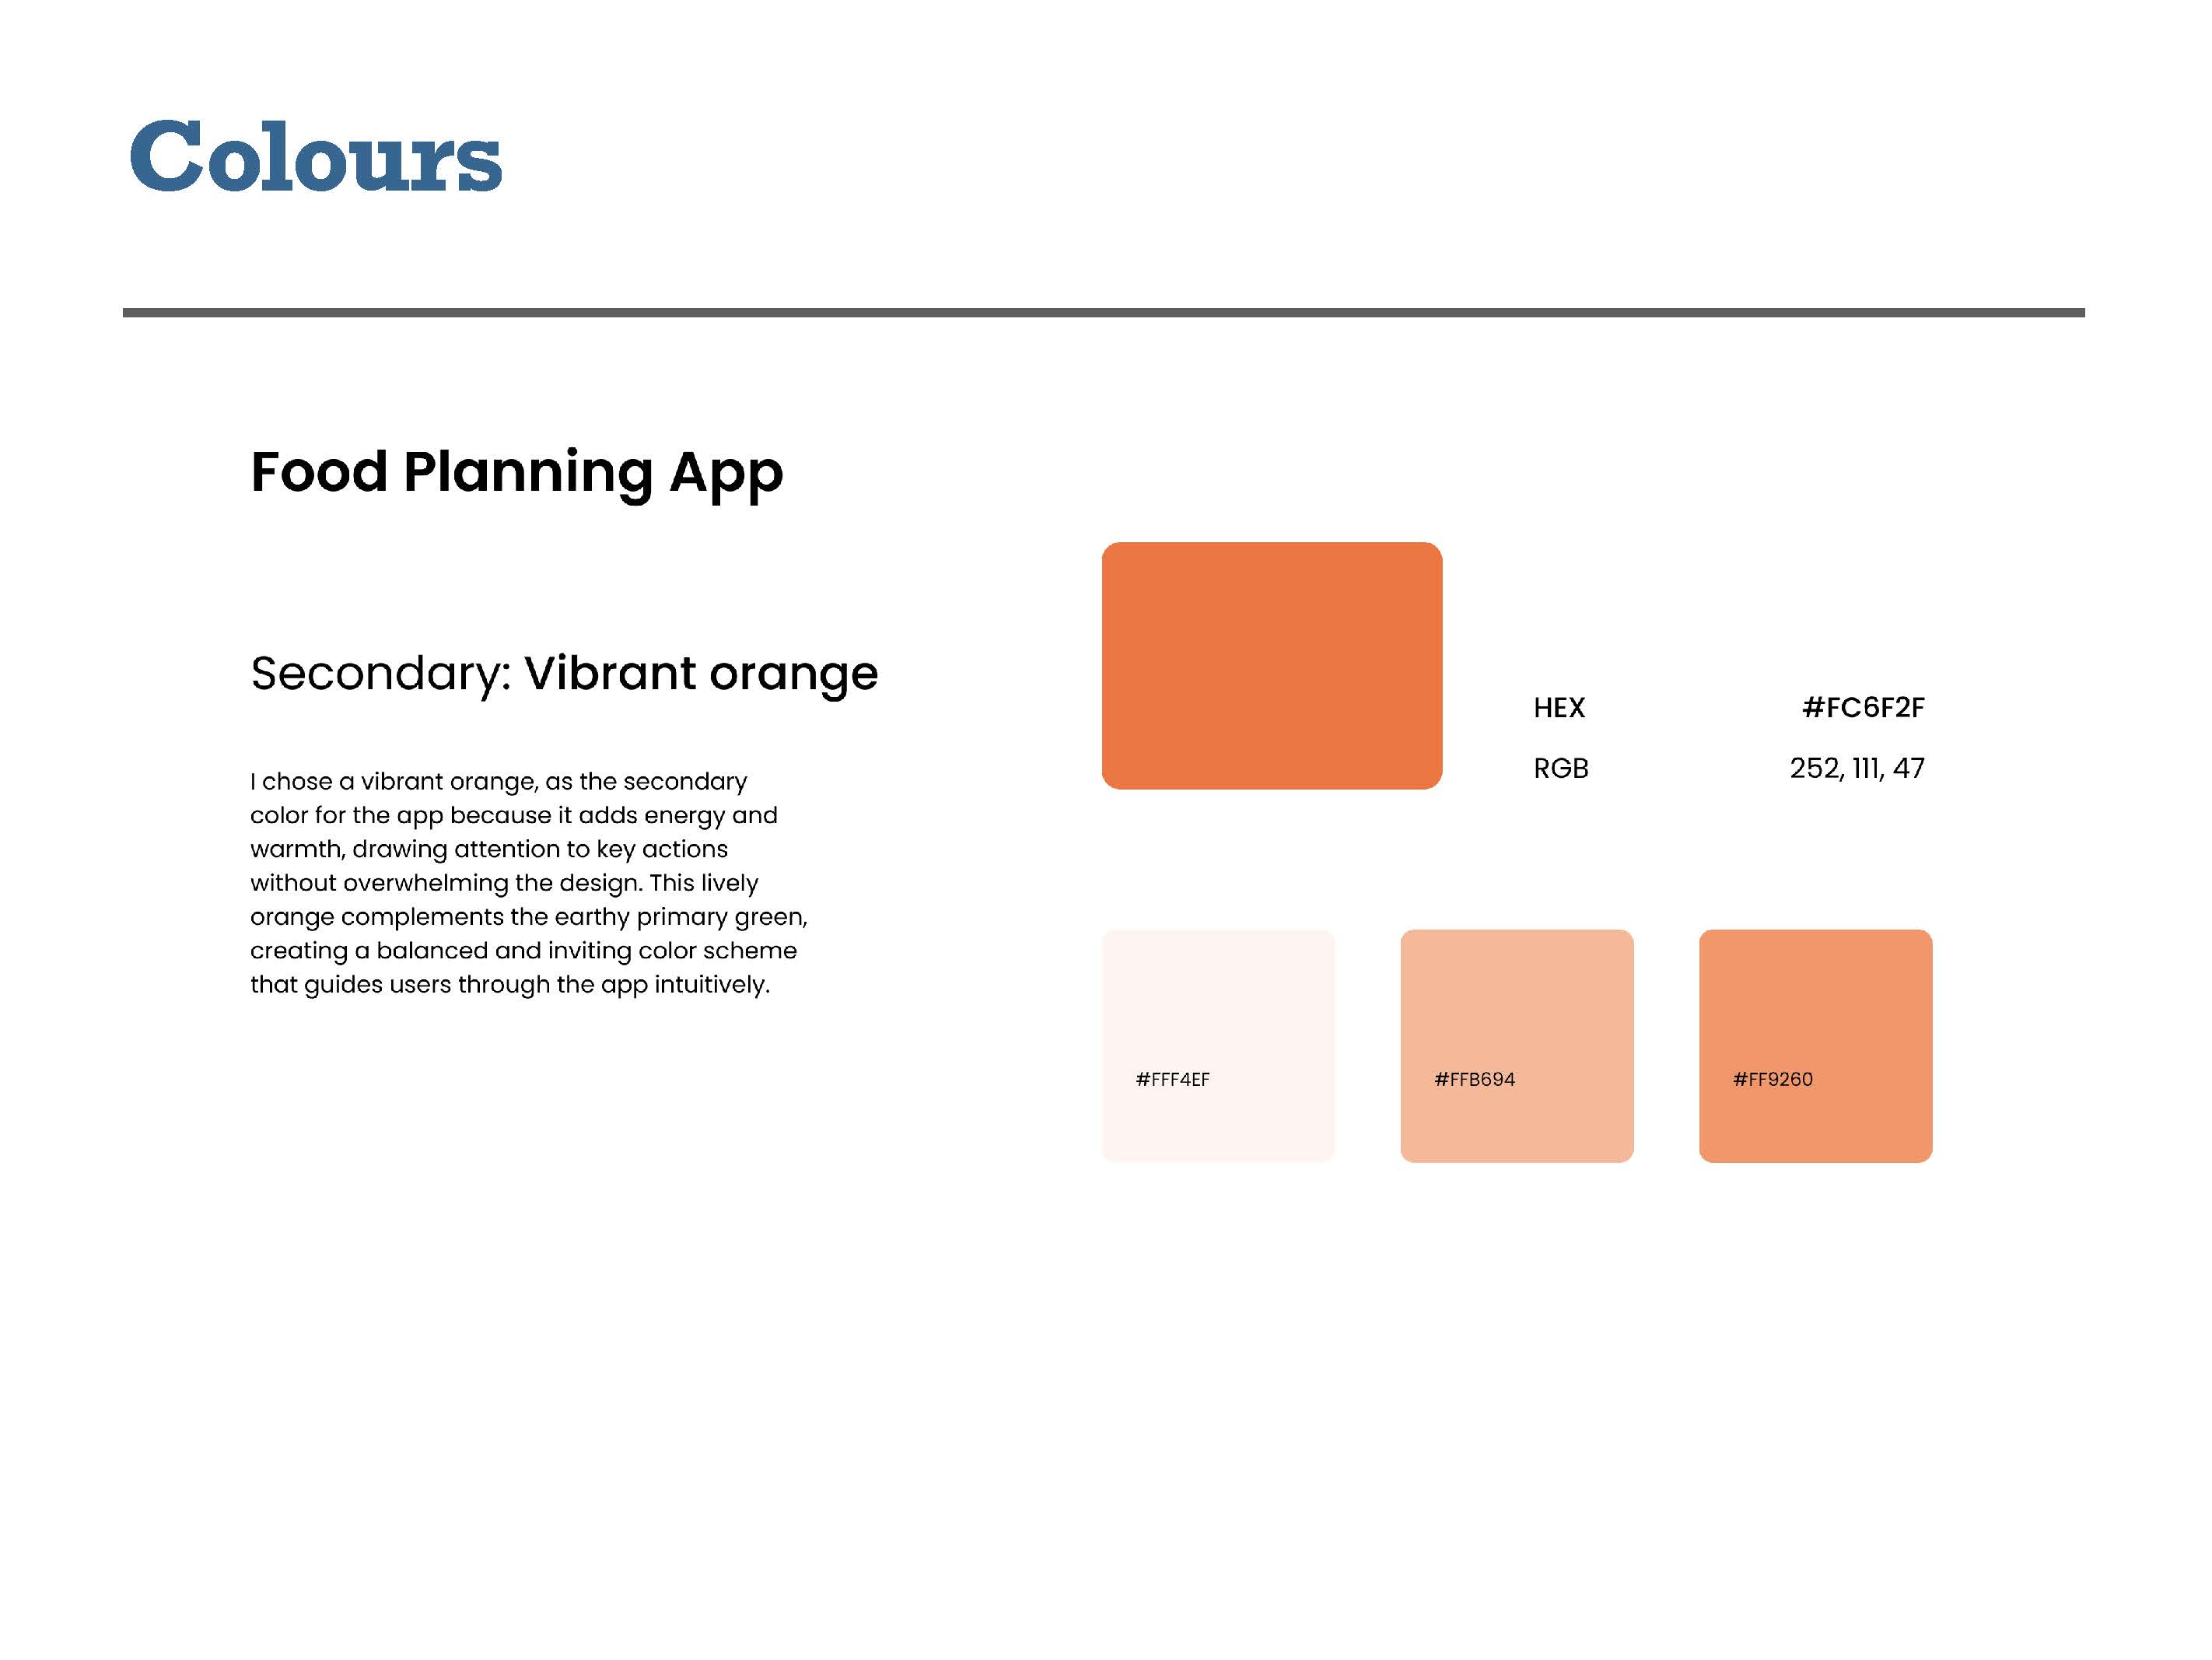 Colours
Food Planning App
Secondary: Vibrant orange
I chose a vibrant orange, as the secondary
color for the app because it adds energy and
warmth, drawing attention to key actions
without overwhelming the design. This lively
orange complements the earthy primary green,
creating a balanced and inviting color scheme
that guides users through the app intuitively.
HEX #FC6F2F
RGB 252, 111, 47
#FFF4EF
#FFB694
#FF9260